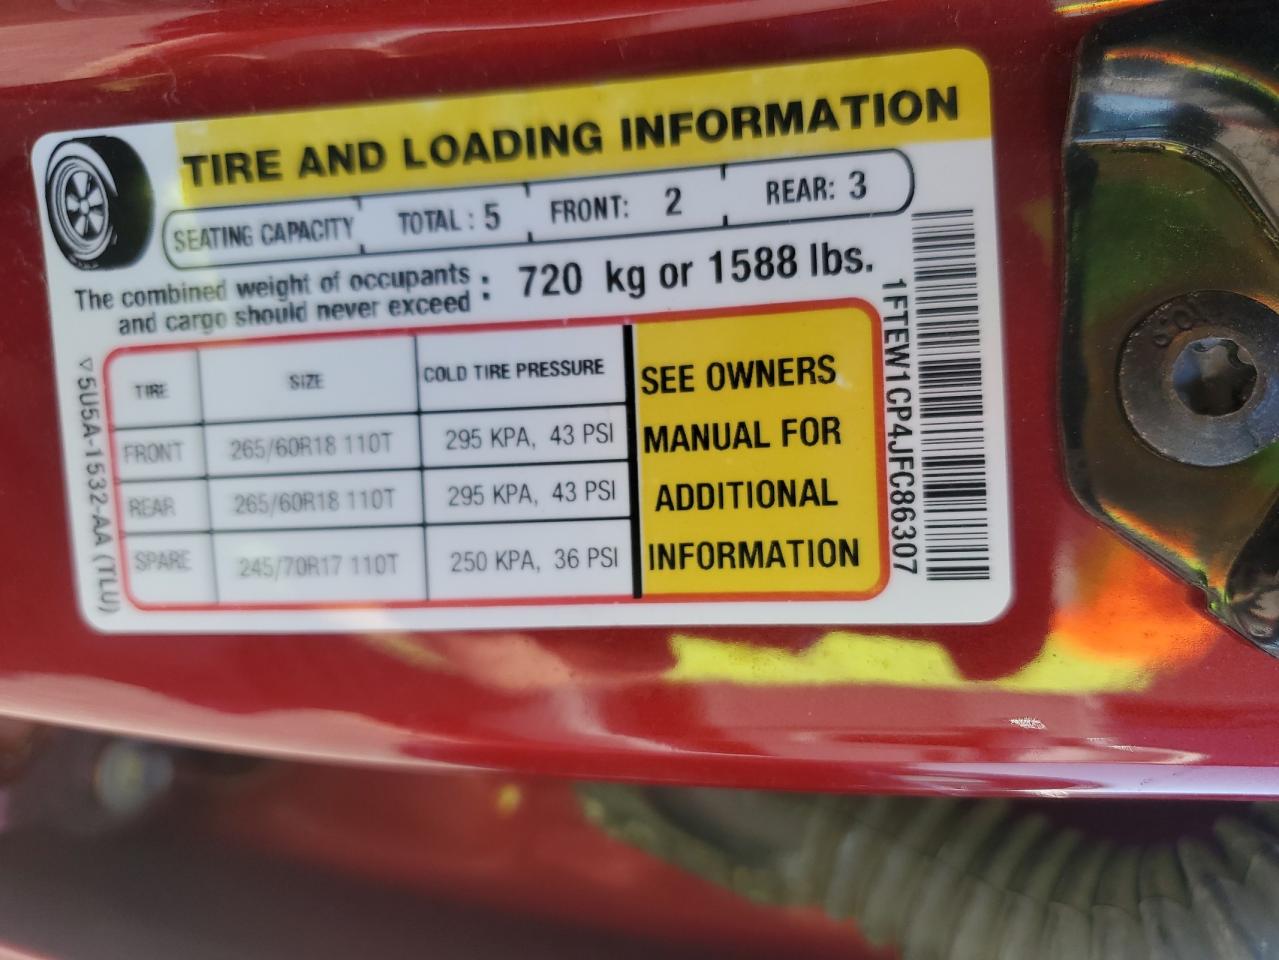 TIRE AND LOADING INFORMATION
SEATING CAPACITY TOTAL : 5 FRONT: 2 REAR: 3
The combined weight of occupants
and cargo should never exceed : 720 kg or 1588 lbs.
TIRE SIZE COLD TIRE PRESSURE
FRONT 265/60R18 110T 295 KPA, 43 PSI
REAR 265/60R18 110T 295 KPA, 43 PSI
SPARE 245/70R17 110T 250 KPA, 36 PSI
SEE OWNERS
MANUAL FOR
ADDITIONAL
INFORMATION
1FTEW1CP4JFC86307
▽5U5A-1532-AA (TLU)